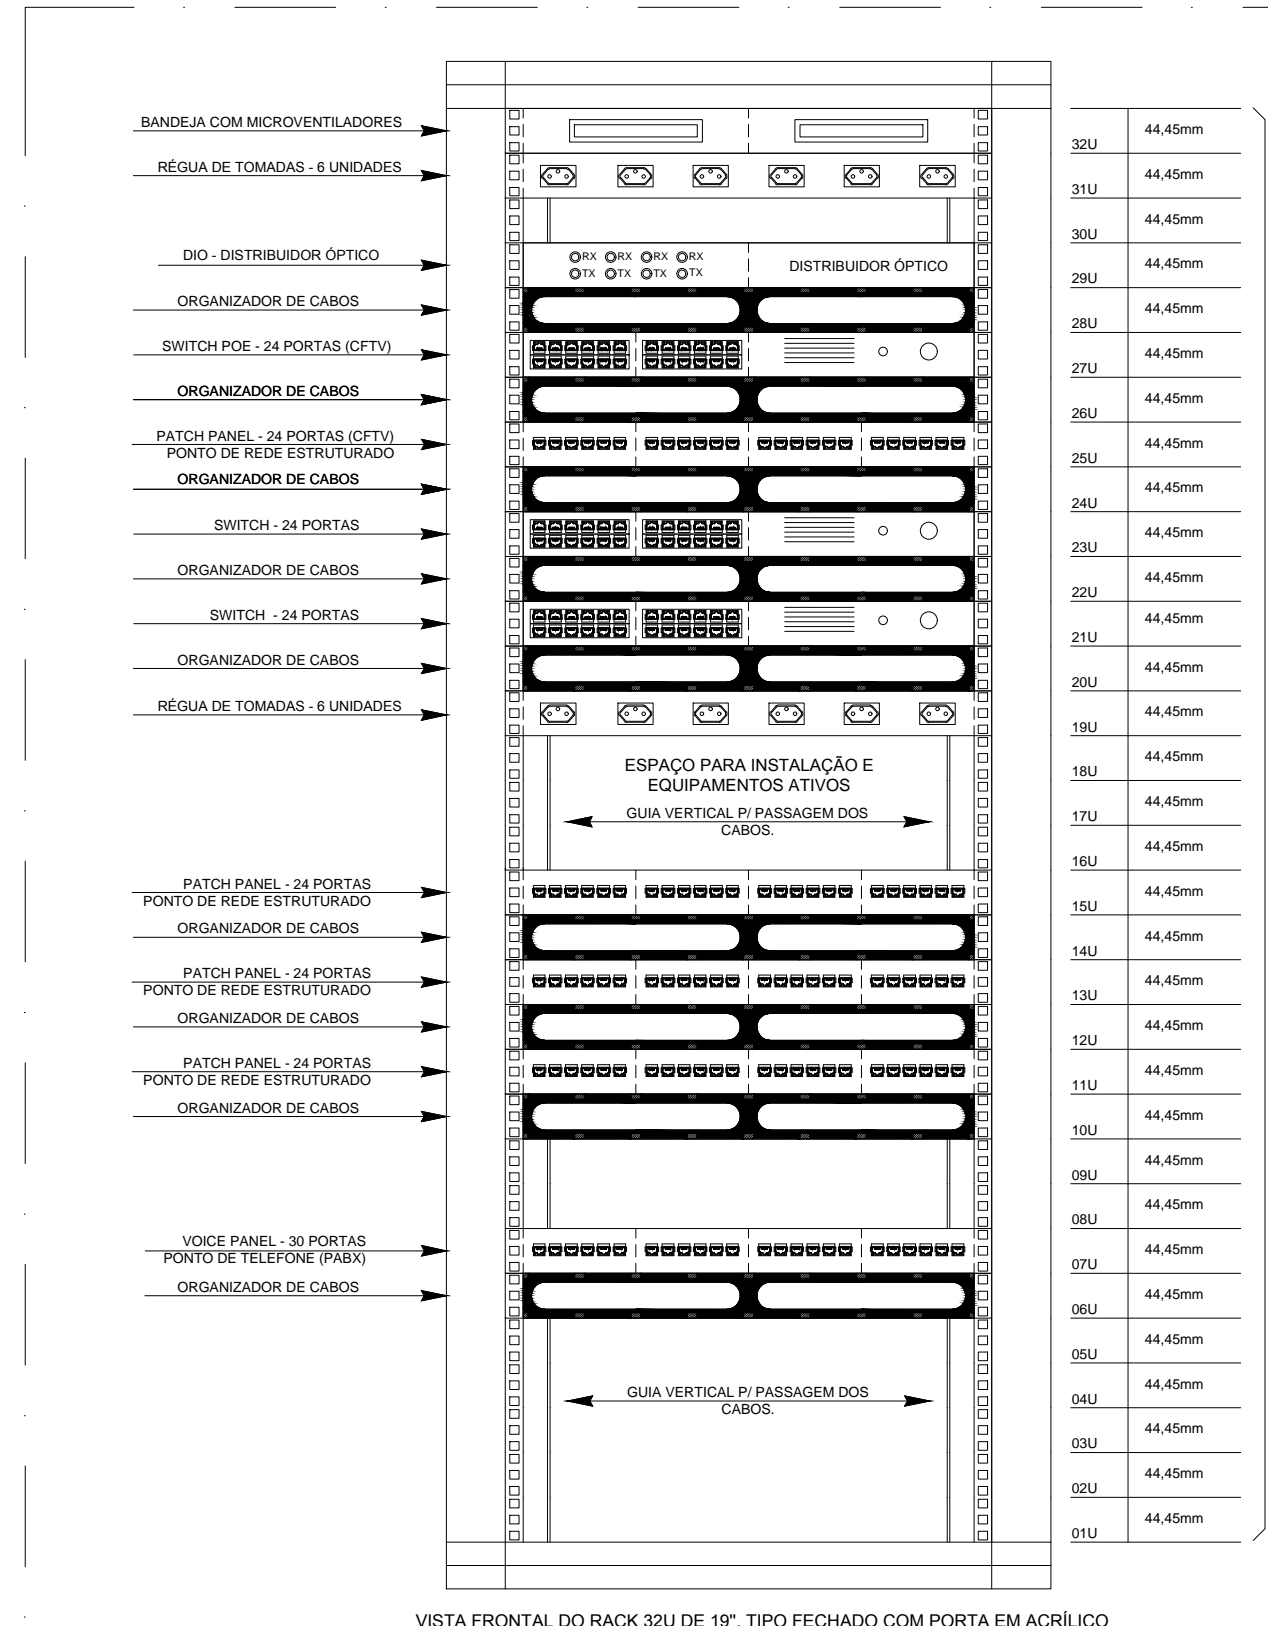 BANDEJA COM MICROVENTILADORES
44,45mm
32U
RÉGUA DE TOMADAS - 6 UNIDADES
44,45mm
31U
44,45mm
30U
DIO - DISTRIBUIDOR ÓPTICO
RX RX RX RX
TX TX TX TX
DISTRIBUIDOR ÓPTICO
44,45mm
29U
ORGANIZADOR DE CABOS
44,45mm
28U
SWITCH POE - 24 PORTAS (CFTV)
44,45mm
27U
ORGANIZADOR DE CABOS
44,45mm
26U
PATCH PANEL - 24 PORTAS (CFTV)
PONTO DE REDE ESTRUTURADO
44,45mm
25U
ORGANIZADOR DE CABOS
44,45mm
24U
SWITCH - 24 PORTAS
44,45mm
23U
ORGANIZADOR DE CABOS
44,45mm
22U
SWITCH - 24 PORTAS
44,45mm
21U
ORGANIZADOR DE CABOS
44,45mm
20U
RÉGUA DE TOMADAS - 6 UNIDADES
44,45mm
19U
ESPAÇO PARA INSTALAÇÃO E
EQUIPAMENTOS ATIVOS
44,45mm
18U
GUIA VERTICAL P/ PASSAGEM DOS
CABOS.
44,45mm
17U
44,45mm
16U
PATCH PANEL - 24 PORTAS
PONTO DE REDE ESTRUTURADO
44,45mm
15U
ORGANIZADOR DE CABOS
44,45mm
14U
PATCH PANEL - 24 PORTAS
PONTO DE REDE ESTRUTURADO
44,45mm
13U
ORGANIZADOR DE CABOS
44,45mm
12U
PATCH PANEL - 24 PORTAS
PONTO DE REDE ESTRUTURADO
44,45mm
11U
ORGANIZADOR DE CABOS
44,45mm
10U
44,45mm
09U
44,45mm
08U
VOICE PANEL - 30 PORTAS
PONTO DE TELEFONE (PABX)
44,45mm
07U
ORGANIZADOR DE CABOS
44,45mm
06U
44,45mm
05U
GUIA VERTICAL P/ PASSAGEM DOS
CABOS.
44,45mm
04U
44,45mm
03U
44,45mm
02U
44,45mm
01U
VISTA FRONTAL DO RACK 32U DE 19", TIPO FECHADO COM PORTA EM ACRÍLICO